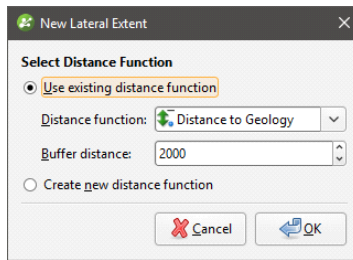 New Lateral Extent
Select Distance Function
Use existing distance function
Distance function: Distance to Geology
Buffer distance: 2000
Create new distance function
Cancel OK